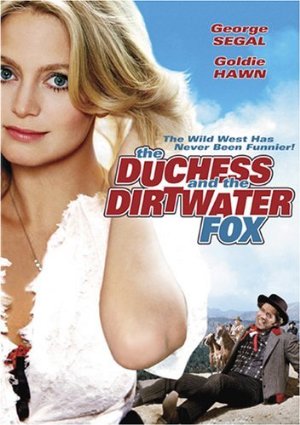 George
SEGAL
Goldie
HAWN
The Wild West Has
Never Been Funnier!
the
DUCHESS
and the
DIRTWATER
FOX